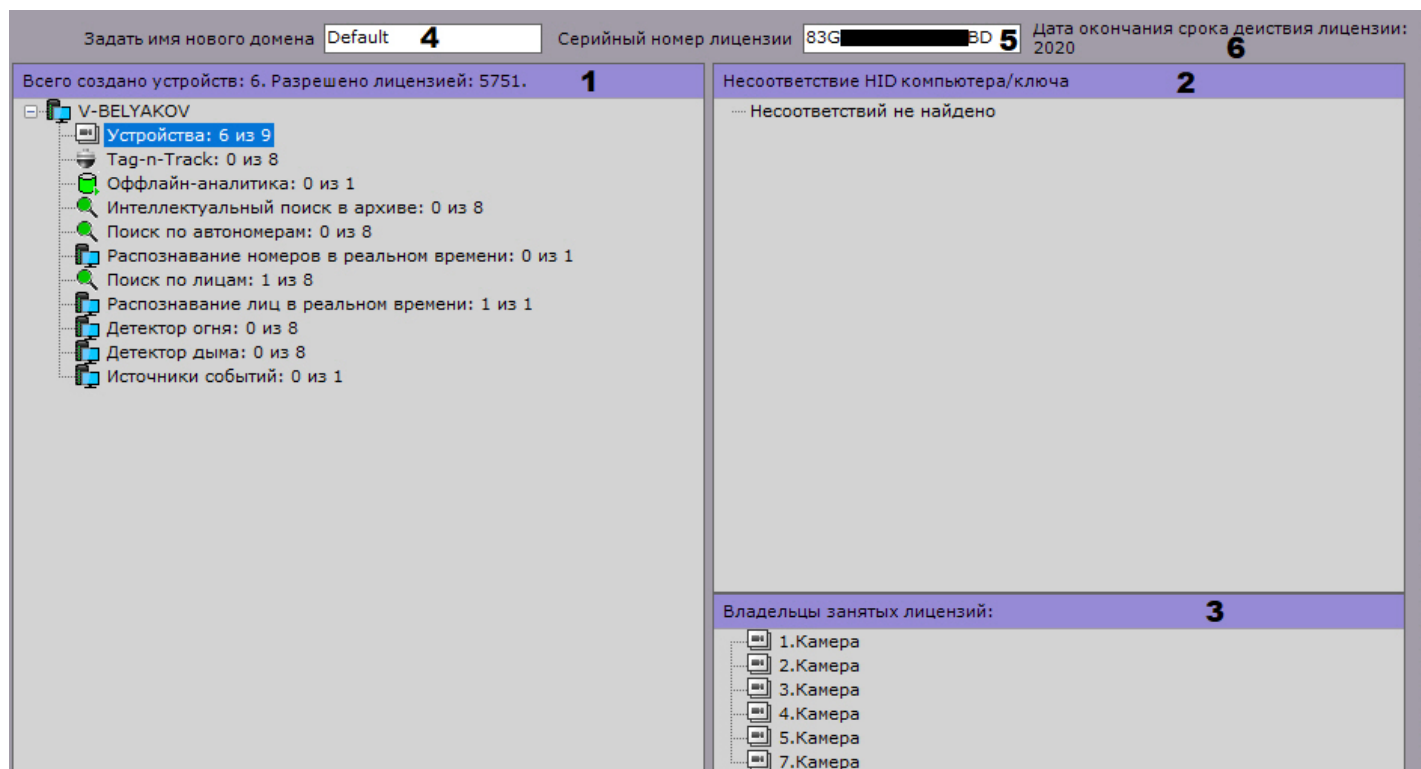 Задать имя нового домена Default 4 Серийный номер лицензии 83G BD 5 Дата окончания срока деиствия лицензии:
2020 6
Всего создано устройств: 6. Разрешено лицензией: 5751. 1
V-BELYAKOV
Устройства: 6 из 9
Tag-n-Track: 0 из 8
Оффлайн-аналитика: 0 из 1
Интеллектуальный поиск в архиве: 0 из 8
Поиск по автономерам: 0 из 8
Распознавание номеров в реальном времени: 0 из 1
Поиск по лицам: 1 из 8
Распознавание лиц в реальном времени: 1 из 1
Детектор огня: 0 из 8
Детектор дыма: 0 из 8
Источники событий: 0 из 1
Несоответствие HID компьютера/ключа 2
Несоответствий не найдено
Владельцы занятых лицензий: 3
1.Камера
2.Камера
3.Камера
4.Камера
5.Камера
7.Камера